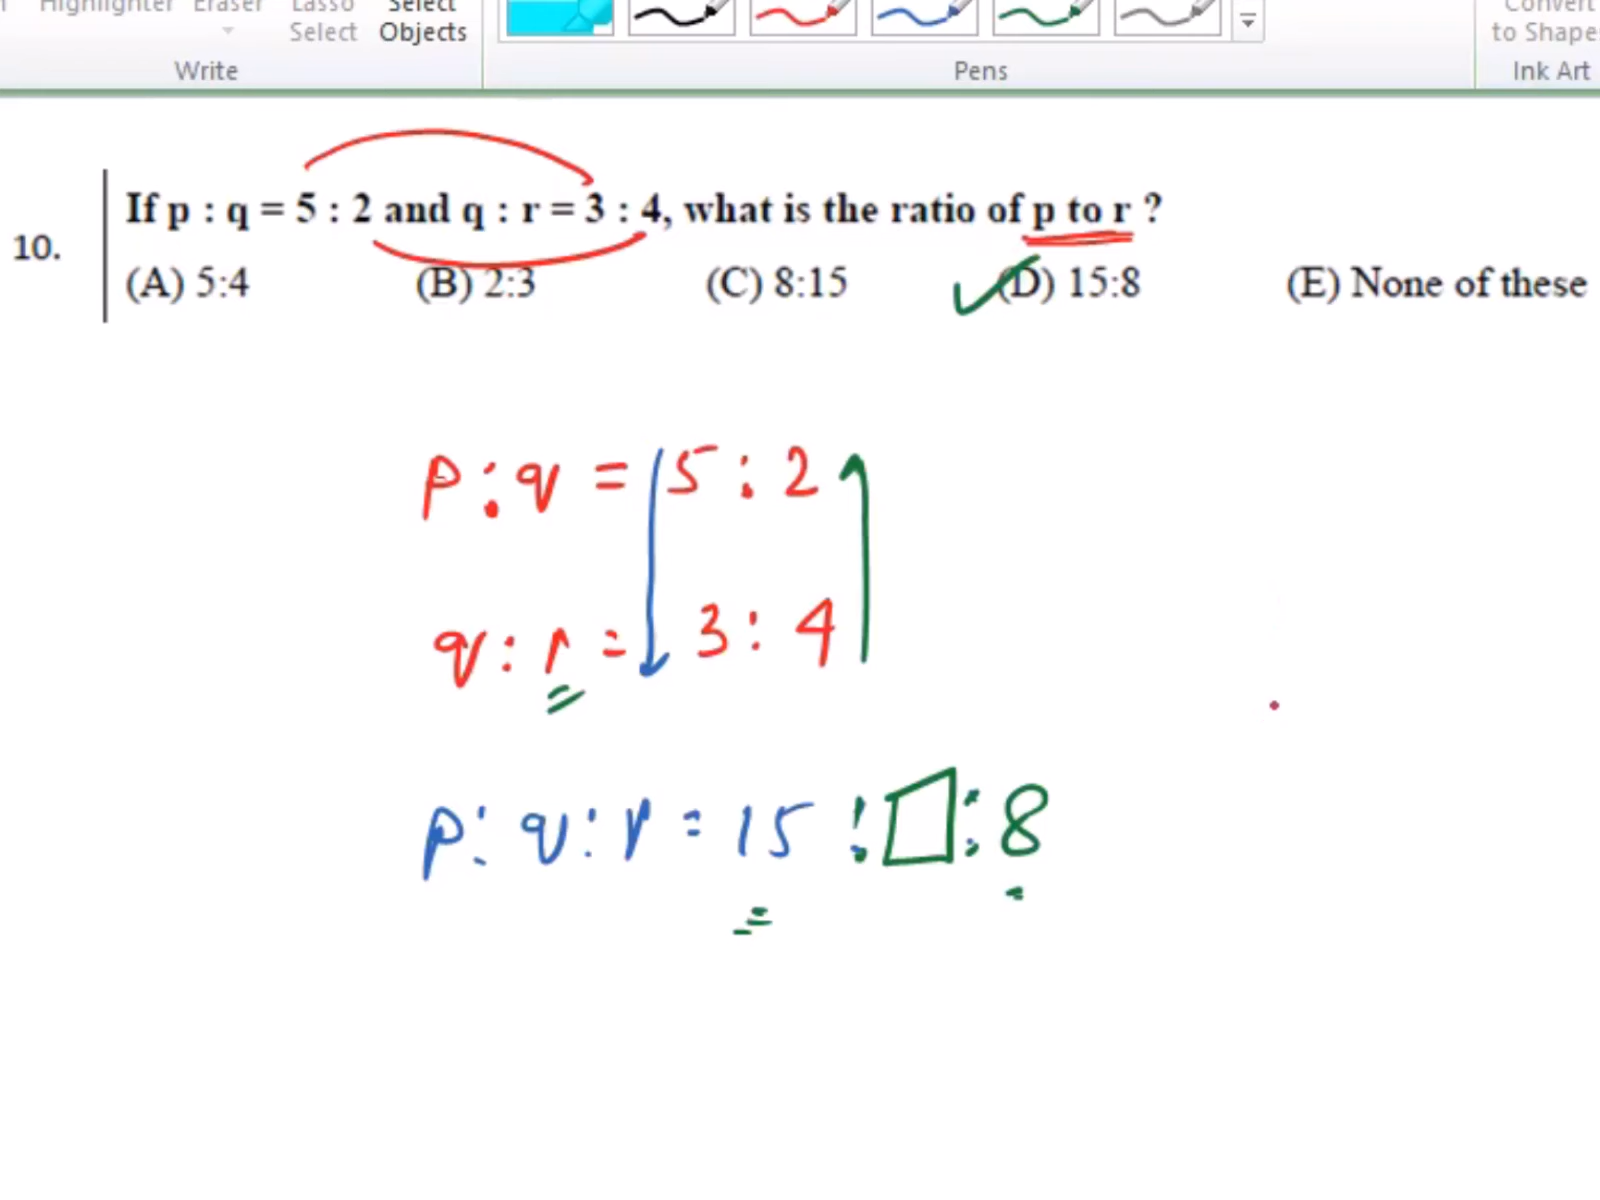 Highlighter Eraser Lasso Select Select Objects Convert to Shape
Write Pens Ink Art
10. If p : q = 5 : 2 and q : r = 3 : 4, what is the ratio of p to r ?
(A) 5:4 (B) 2:3 (C) 8:15 (D) 15:8 (E) None of these
p : q = 5 : 2
q : r = 3 : 4
p : q : r = 15 : □ : 8